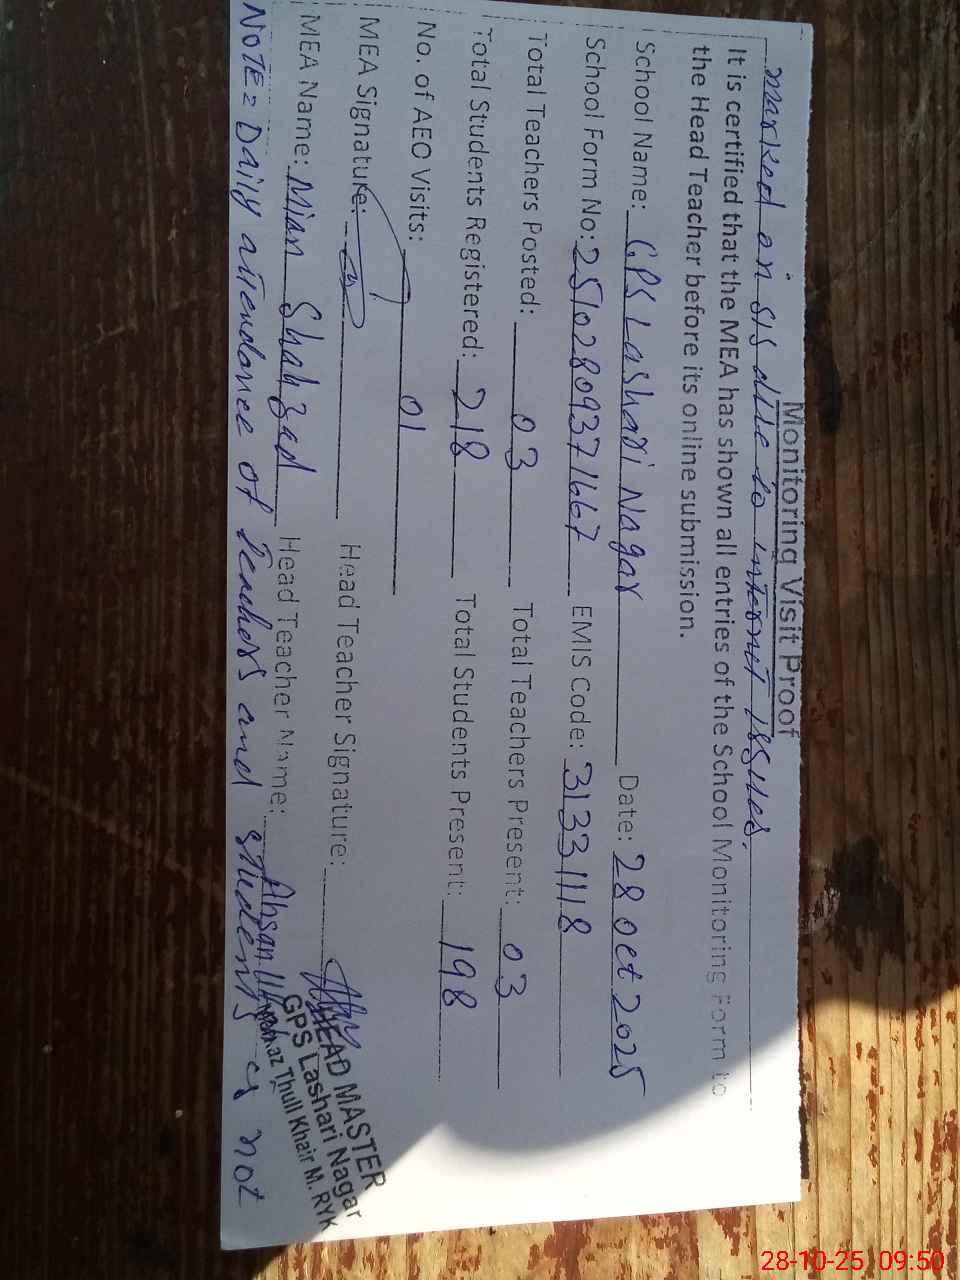 Monitoring Visit Proof
marked on SIS due to internet issues.
It is certified that the MEA has shown all entries of the School Monitoring Form to
the Head Teacher before its online submission.
School Name: GPS Lashari Nagar Date: 28 Oct 2025
School Form No: 25102809371667 EMIS Code: 31331118
Total Teachers Posted: 03 Total Teachers Present: 03
Total Students Registered: 218 Total Students Present: 198
No. of AEO Visits: 01
MEA Signature: Head Teacher Signature:
MEA Name: Mian Shahzad Head Teacher Name: Ahsan
HEAD MASTER
GPS Lashari Nagar
Thull Khair M. RYK
NOTE = Daily attendance of Teachers and students is not
28-10-25 09:50